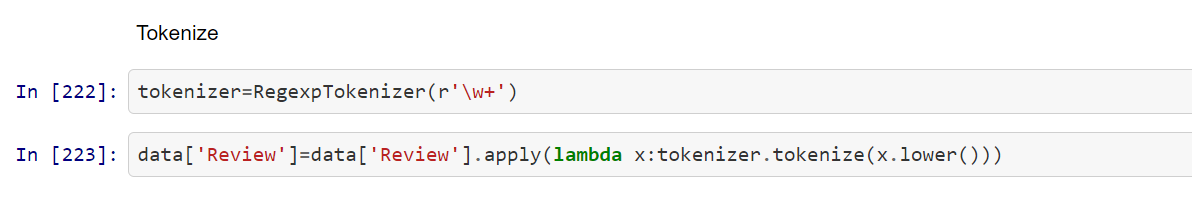 Tokenize
In [222]: tokenizer=RegexpTokenizer(r'\w+')
In [223]: data['Review']=data['Review'].apply(lambda x:tokenizer.tokenize(x.lower()))